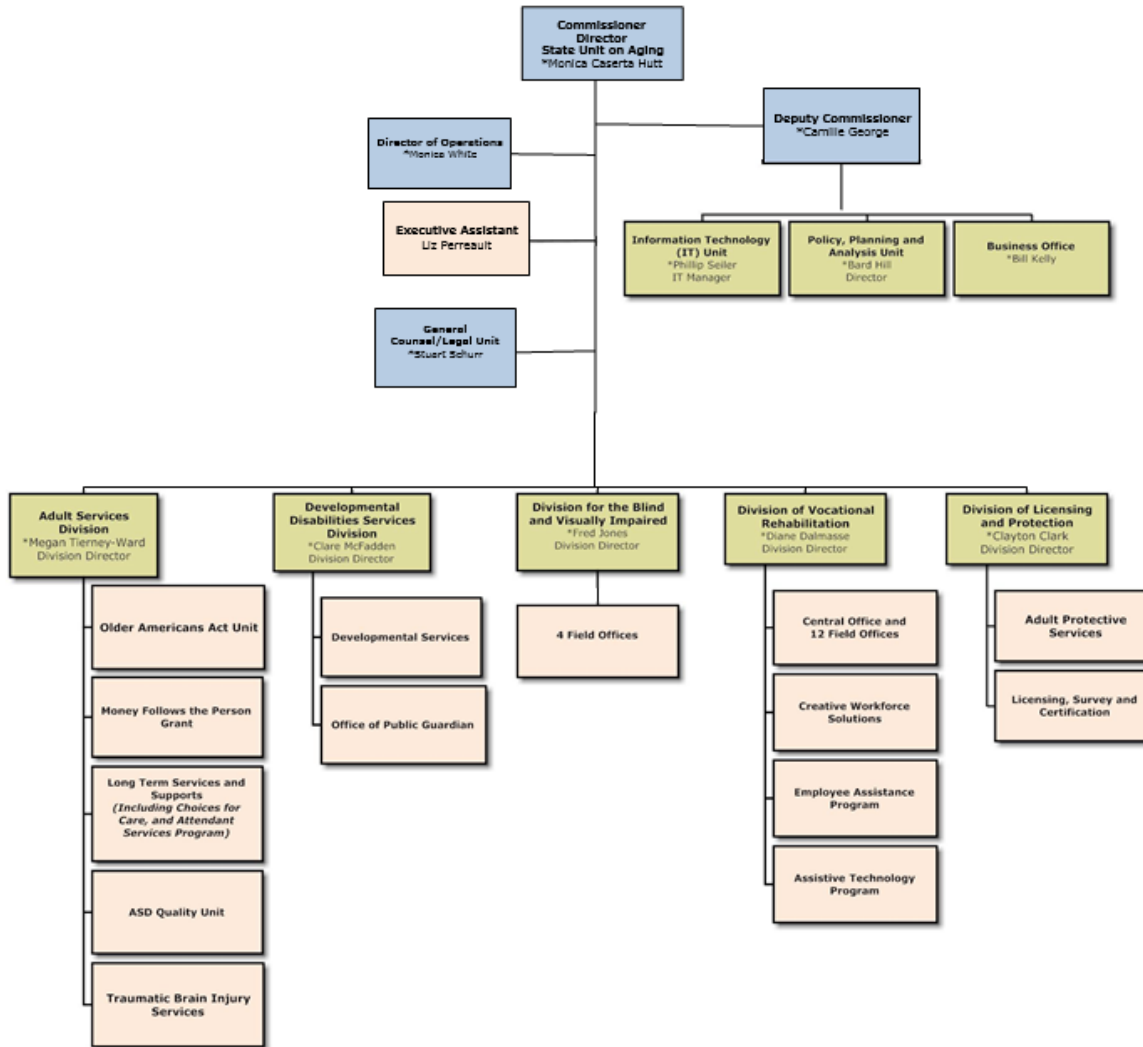 Commissioner
Director
State Unit on Aging
*Monica Caserta Hutt
Deputy Commissioner
*Camille George
Director of Operations
*Monica White
Executive Assistant
Liz Perreault
Information Technology
(IT) Unit
*Phillip Seiler
IT Manager
Policy, Planning and
Analysis Unit
*Bard Hill
Director
Business Office
*Bill Kelly
General
Counsel/Legal Unit
*Stuart Schurr
Adult Services
Division
*Megan Tierney-Ward
Division Director
Developmental
Disabilities Services
Division
*Clare McFadden
Division Director
Division for the Blind
and Visually Impaired
*Fred Jones
Division Director
Division of Vocational
Rehabilitation
*Diane Dalmasse
Division Director
Division of Licensing
and Protection
*Clayton Clark
Division Director
Older Americans Act Unit
Money Follows the Person
Grant
Long Term Services and
Supports
(Including Choices for
Care, and Attendant
Services Program)
ASD Quality Unit
Traumatic Brain Injury
Services
Developmental Services
Office of Public Guardian
4 Field Offices
Central Office and
12 Field Offices
Creative Workforce
Solutions
Employee Assistance
Program
Assistive Technology
Program
Adult Protective
Services
Licensing, Survey and
Certification